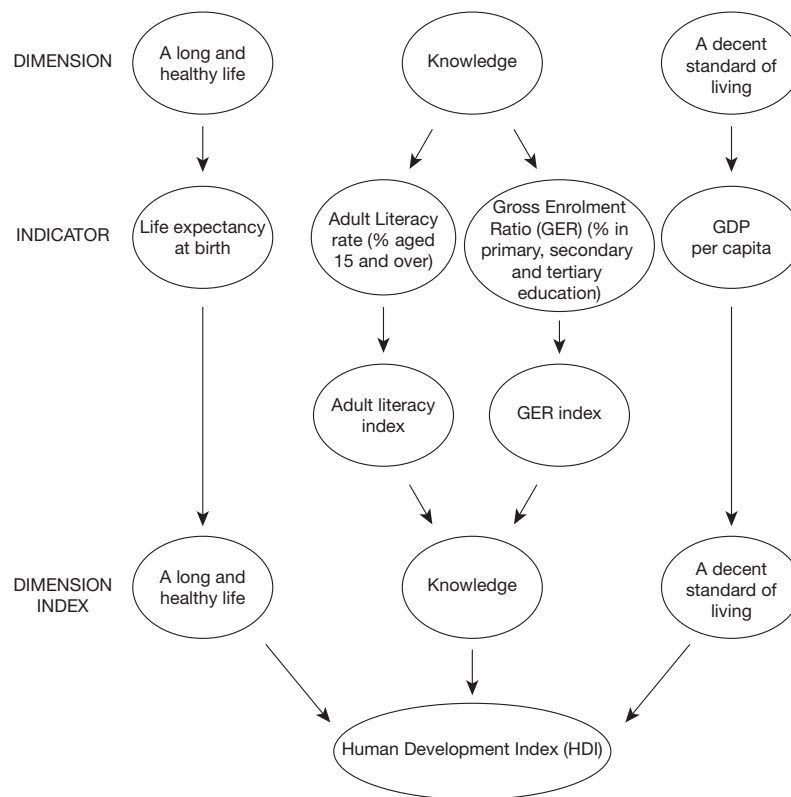 DIMENSION
A long and
healthy life
Knowledge
A decent
standard of
living
INDICATOR
Life expectancy
at birth
Adult Literacy
rate (% aged
15 and over)
Gross Enrolment
Ratio (GER) (% in
primary, secondary
and tertiary
education)
GDP
per capita
Adult literacy
index
GER index
DIMENSION
INDEX
A long and
healthy life
Knowledge
A decent
standard of
living
Human Development Index (HDI)